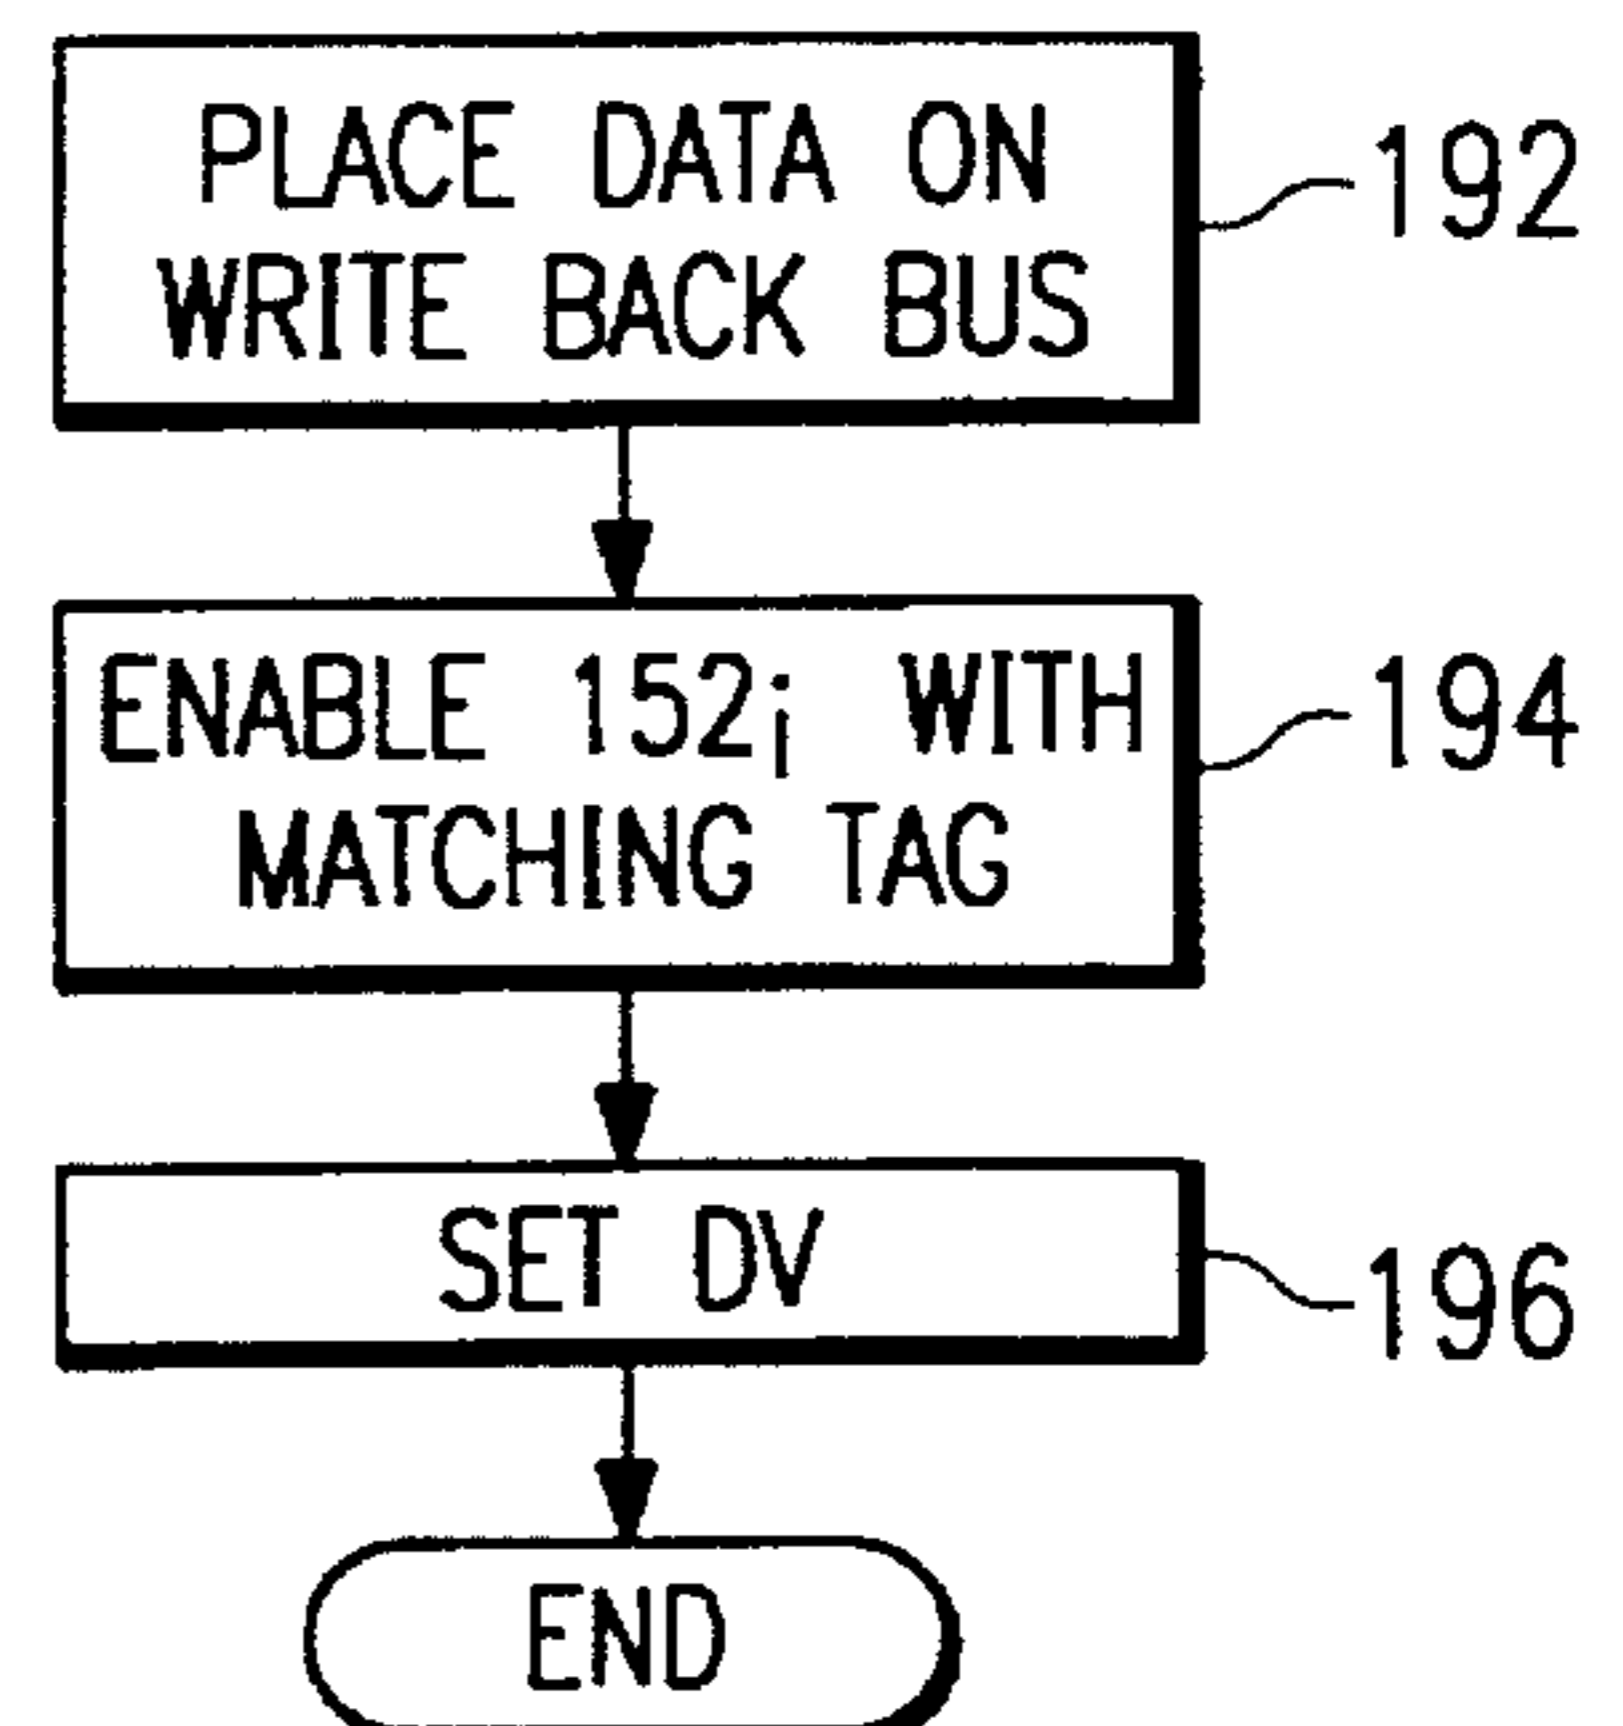 PLACE DATA ON
WRITE BACK BUS
192
ENABLE 152i WITH
MATCHING TAG
194
SET DV
196
END